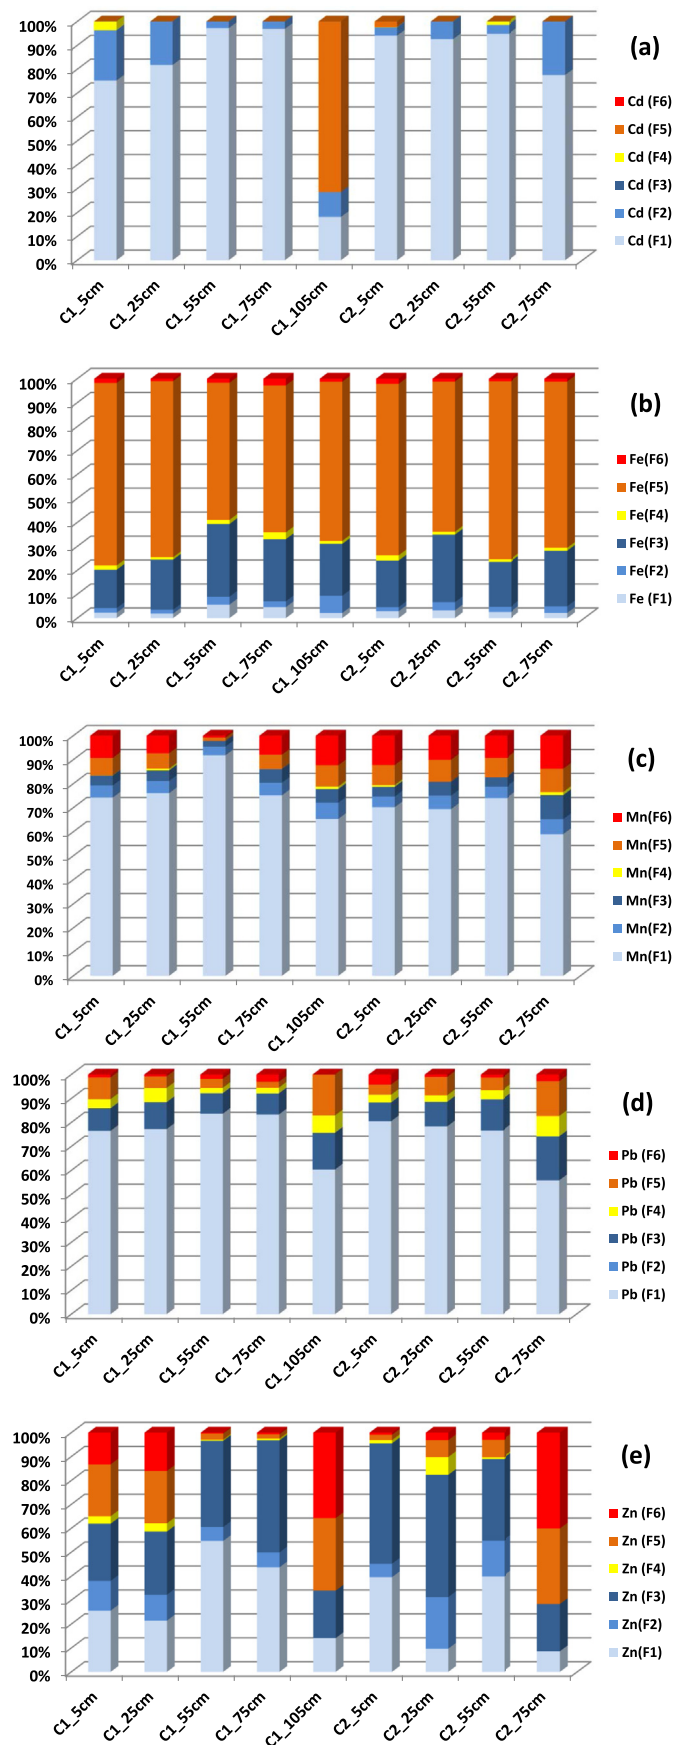 100%
90%
80%
70%
60%
50%
40%
30%
20%
10%
0%
(a)
Cd (F6)
Cd (F5)
Cd (F4)
Cd (F3)
Cd (F2)
Cd (F1)
C1_5cm
C1_25cm
C1_55cm
C1_75cm
C1_105cm
C2_5cm
C2_25cm
C2_55cm
C2_75cm
100%
90%
80%
70%
60%
50%
40%
30%
20%
10%
0%
(b)
Fe(F6)
Fe(F5)
Fe(F4)
Fe(F3)
Fe(F2)
Fe (F1)
C1_5cm
C1_25cm
C1_55cm
C1_75cm
C1_105cm
C2_5cm
C2_25cm
C2_55cm
C2_75cm
100%
90%
80%
70%
60%
50%
40%
30%
20%
10%
0%
(c)
Mn(F6)
Mn(F5)
Mn(F4)
Mn(F3)
Mn(F2)
Mn(F1)
C1_5cm
C1_25cm
C1_55cm
C1_75cm
C1_105cm
C2_5cm
C2_25cm
C2_55cm
C2_75cm
100%
90%
80%
70%
60%
50%
40%
30%
20%
10%
0%
(d)
Pb (F6)
Pb (F5)
Pb (F4)
Pb (F3)
Pb (F2)
Pb (F1)
C1_5cm
C1_25cm
C1_55cm
C1_75cm
C1_105cm
C2_5cm
C2_25cm
C2_55cm
C2_75cm
100%
90%
80%
70%
60%
50%
40%
30%
20%
10%
0%
(e)
Zn (F6)
Zn (F5)
Zn (F4)
Zn (F3)
Zn(F2)
Zn(F1)
C1_5cm
C1_25cm
C1_55cm
C1_75cm
C1_105cm
C2_5cm
C2_25cm
C2_55cm
C2_75cm